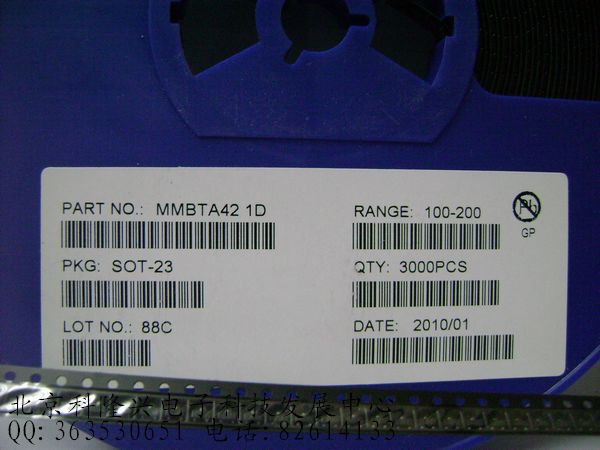 PART NO.: MMBTA42 1D
RANGE: 100-200
Pb
GP
PKG: SOT-23
QTY: 3000PCS
LOT NO.: 88C
DATE: 2010/01
北京科隆兴电子科技发展中心
QQ:363530651 电话:82614133